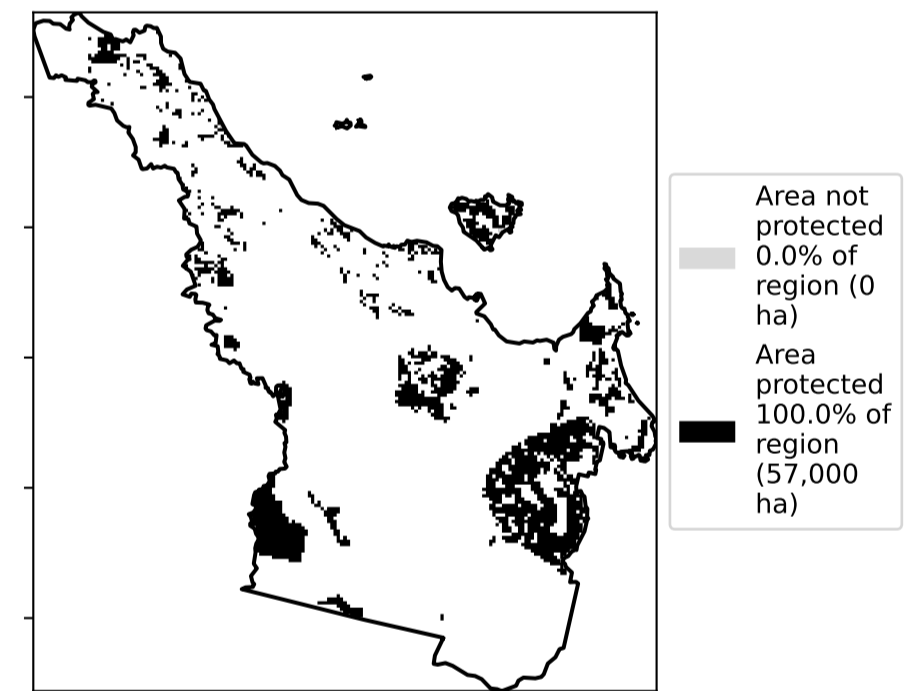 Area not
protected
0.0% of
region (0
ha)
Area
protected
100.0% of
region
(57,000
ha)